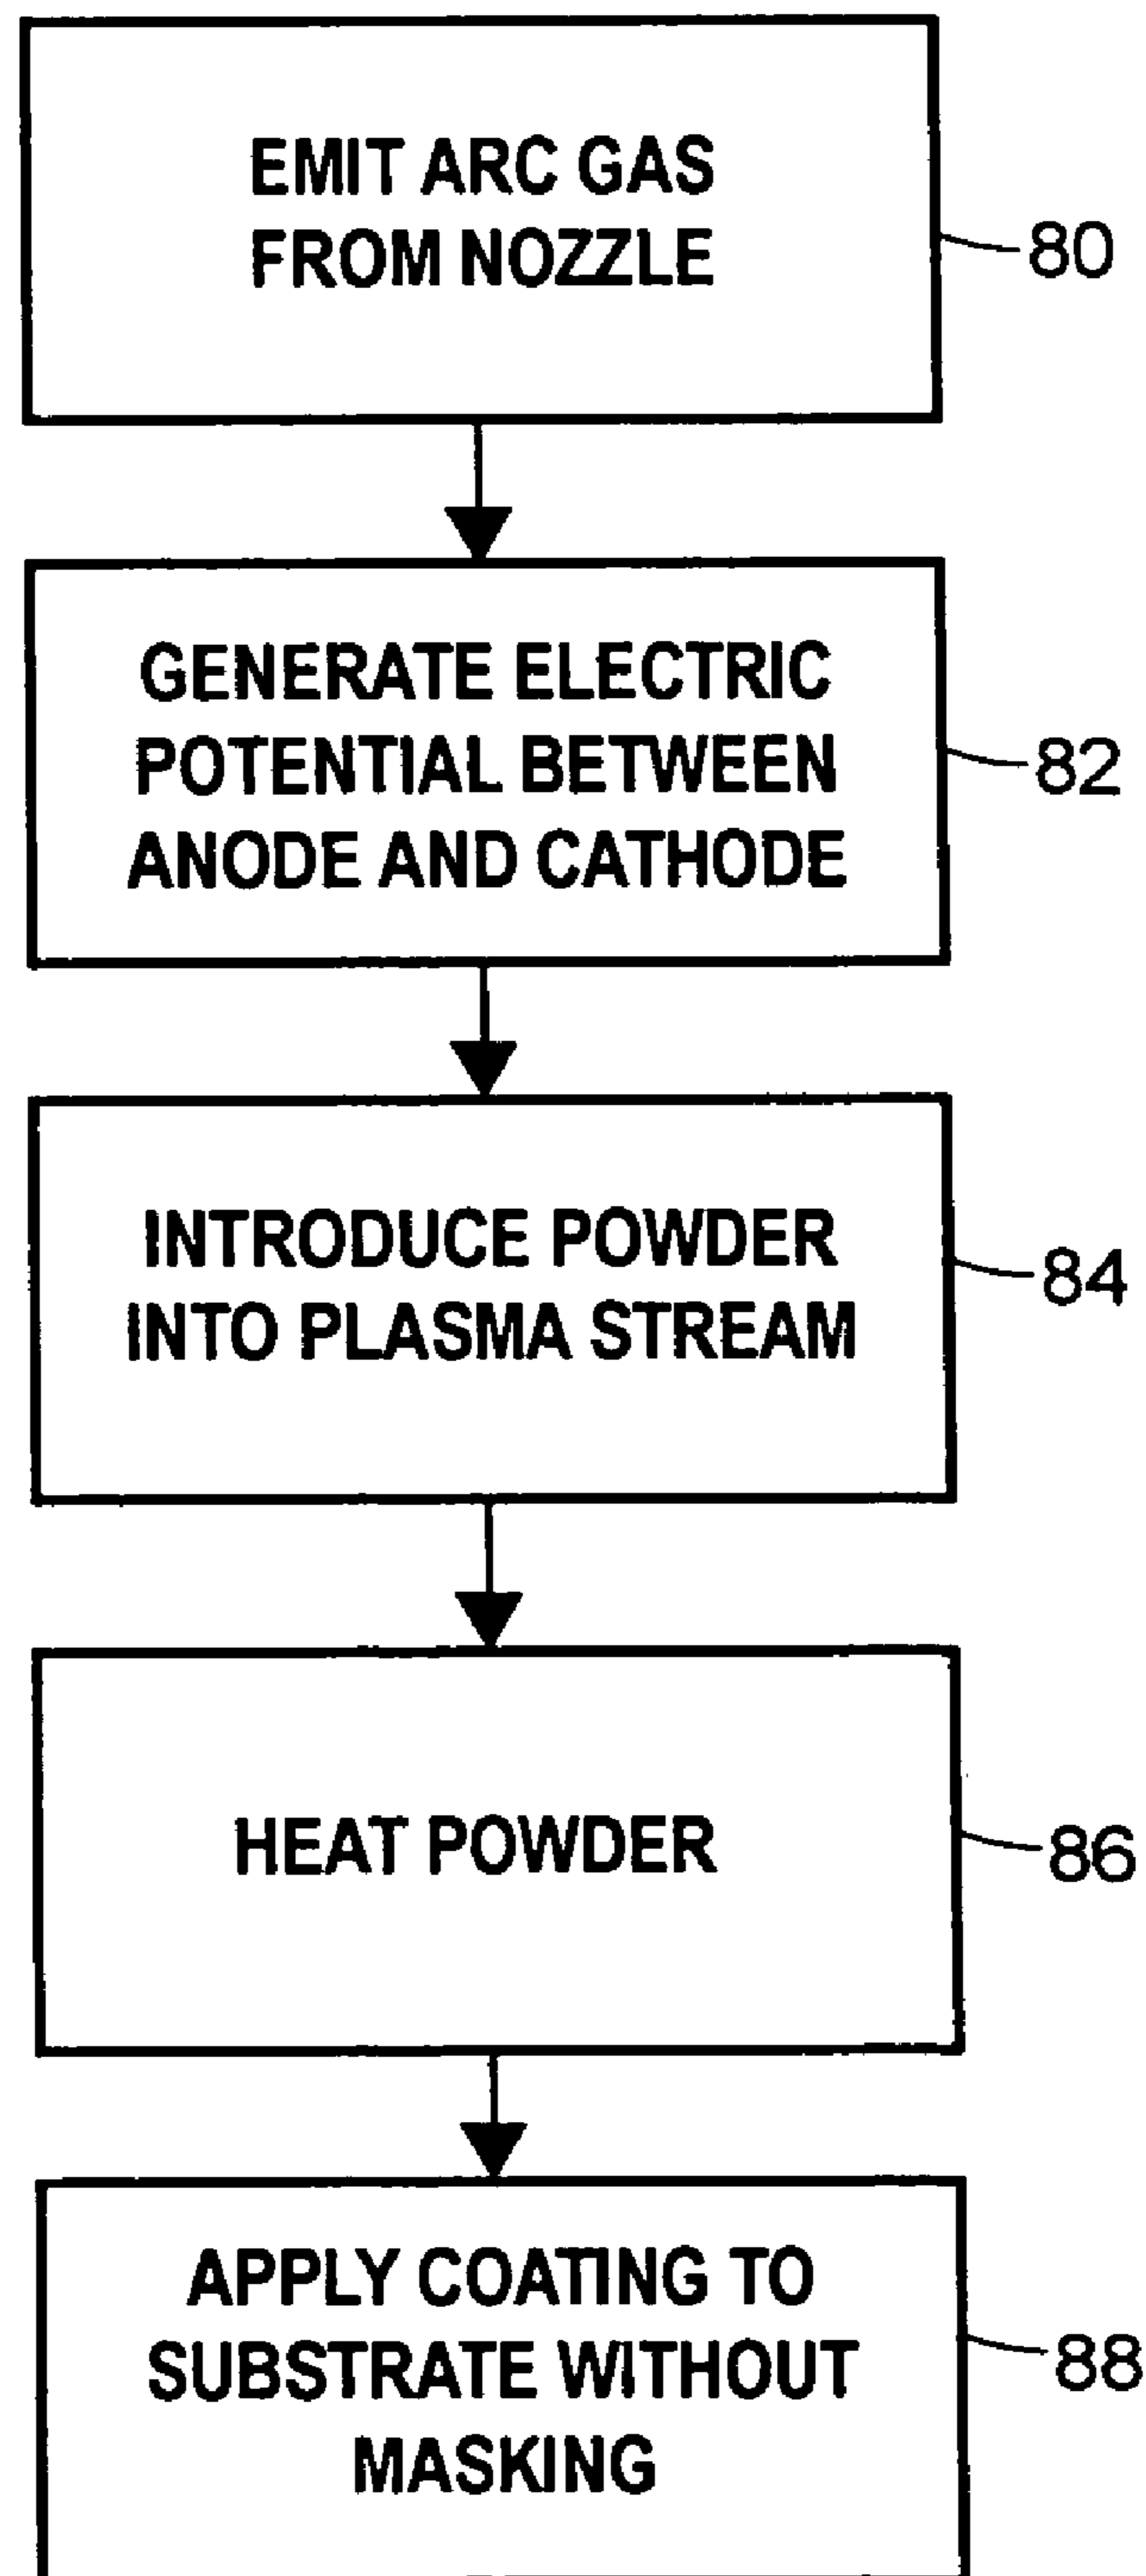 EMIT ARC GAS
FROM NOZZLE
80
GENERATE ELECTRIC
POTENTIAL BETWEEN
ANODE AND CATHODE
82
INTRODUCE POWDER
INTO PLASMA STREAM
84
HEAT POWDER
86
APPLY COATING TO
SUBSTRATE WITHOUT
MASKING
88